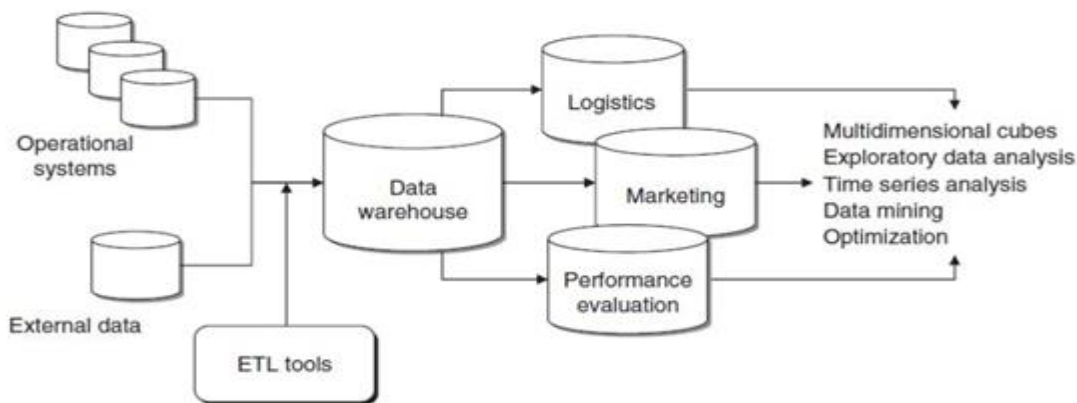 Operational
systems
External data
ETL tools
Data
warehouse
Logistics
Marketing
Performance
evaluation
Multidimensional cubes
Exploratory data analysis
Time series analysis
Data mining
Optimization